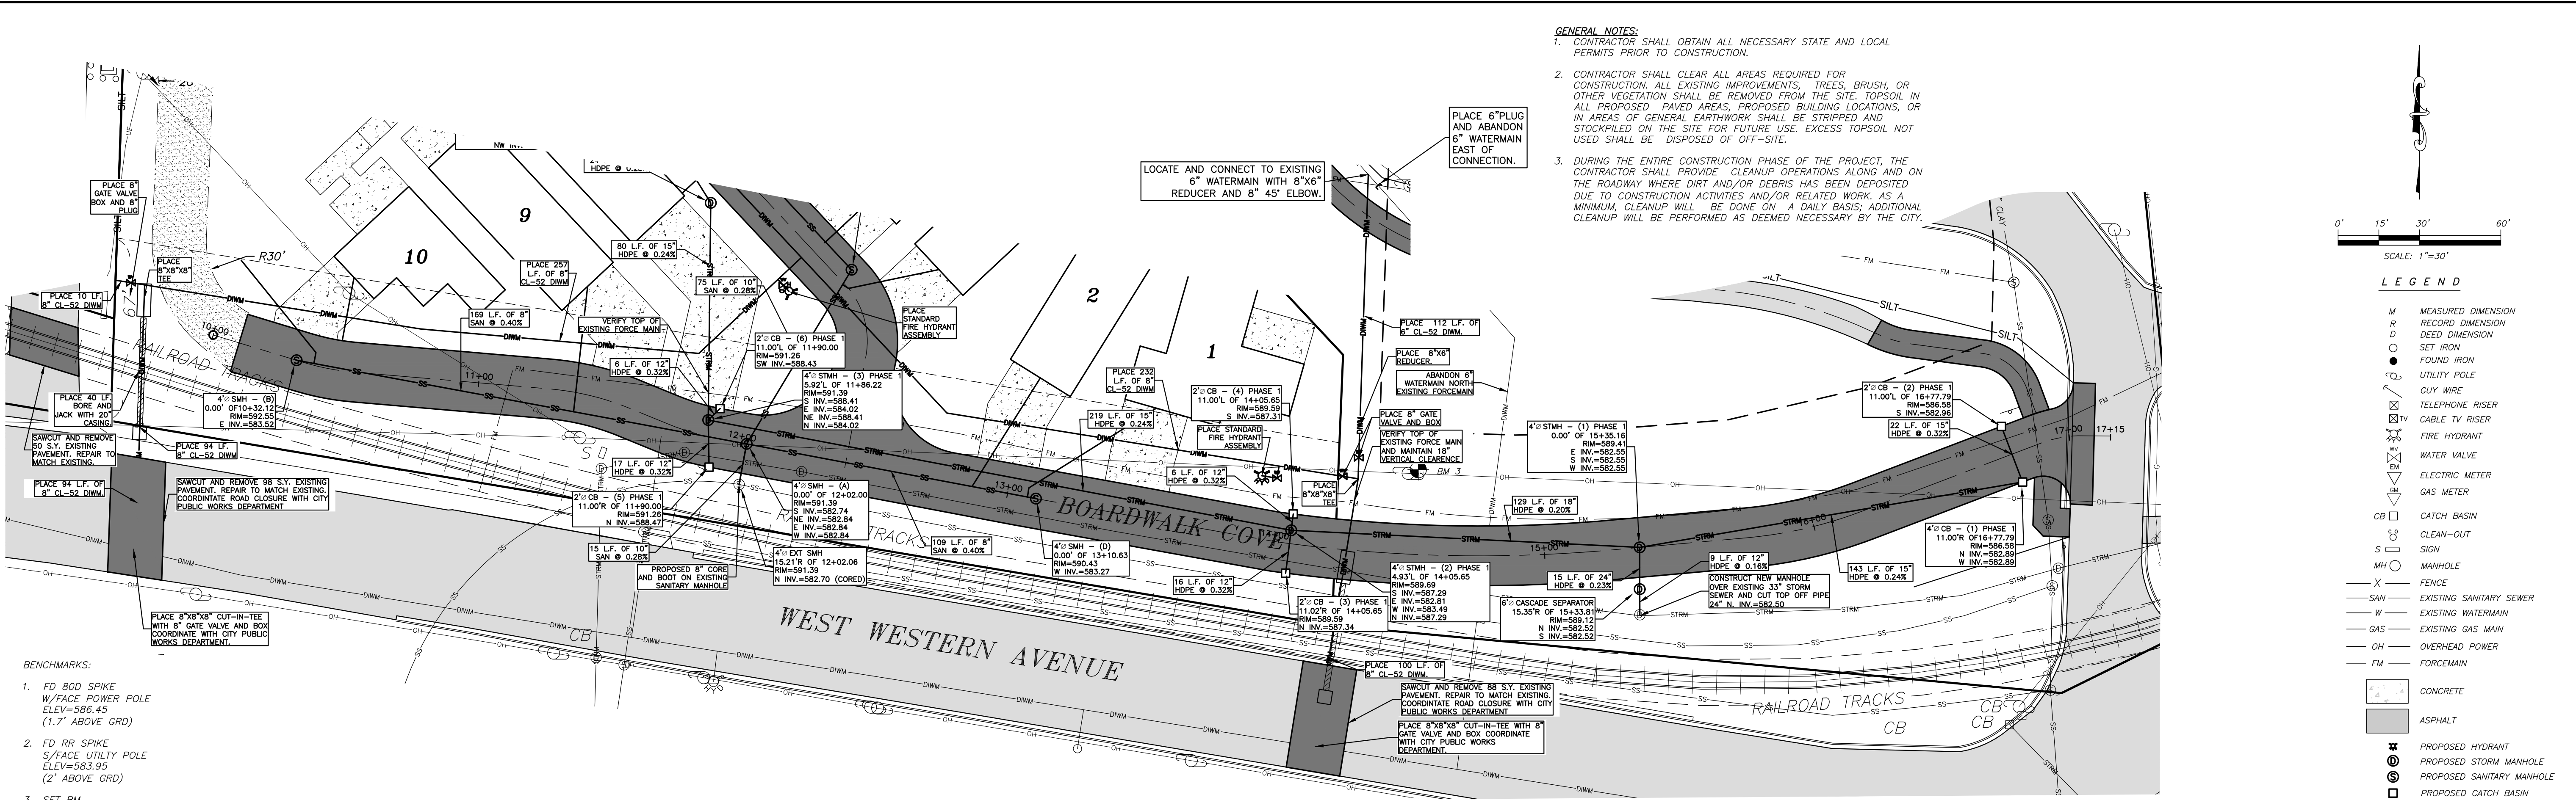 GENERAL NOTES:
1. CONTRACTOR SHALL OBTAIN ALL NECESSARY STATE AND LOCAL
PERMITS PRIOR TO CONSTRUCTION.
2. CONTRACTOR SHALL CLEAR ALL AREAS REQUIRED FOR
CONSTRUCTION. ALL EXISTING IMPROVEMENTS, TREES, BRUSH, OR
OTHER VEGETATION SHALL BE REMOVED FROM THE SITE. TOPSOIL IN
ALL PROPOSED PAVED AREAS, PROPOSED BUILDING LOCATIONS, OR
IN AREAS OF GENERAL EARTHWORK SHALL BE STRIPPED AND
STOCKPILED ON THE SITE FOR FUTURE USE. EXCESS TOPSOIL NOT
USED SHALL BE DISPOSED OF OFF-SITE.
3. DURING THE ENTIRE CONSTRUCTION PHASE OF THE PROJECT, THE
CONTRACTOR SHALL PROVIDE CLEANUP OPERATIONS ALONG AND ON
THE ROADWAY WHERE DIRT AND/OR DEBRIS HAS BEEN DEPOSITED
DUE TO CONSTRUCTION ACTIVITIES AND/OR RELATED WORK. AS A
MINIMUM, CLEANUP WILL BE DONE ON A DAILY BASIS; ADDITIONAL
CLEANUP WILL BE PERFORMED AS DEEMED NECESSARY BY THE CITY.
PLACE 6"PLUG
AND ABANDON
6" WATERMAIN
EAST OF
CONNECTION.
LOCATE AND CONNECT TO EXISTING
6" WATERMAIN WITH 8"X6"
REDUCER AND 8" 45° ELBOW.
SILT
UE
PLACE 8"
GATE VALVE
BOX AND 8"
PLUG
SILT
PLACE
8"X8"X8"
TEE
R30'
10
9
2
1
PLACE 10 LF.
8" CL-52 DIWM
PLACE 257
L.F. OF 8"
CL-52 DIWM
169 L.F. OF 8"
SAN @ 0.40%
80 L.F. OF 15"
HDPE @ 0.24%
75 L.F. OF 10"
SAN @ 0.28%
VERIFY TOP OF
EXISTING FORCE MAIN
6 L.F. OF 12"
HDPE @ 0.32%
PLACE
STANDARD
FIRE HYDRANT
ASSEMBLY
2'∅ CB - (6) PHASE 1
11.00'L OF 11+90.00
RIM=591.26
SW INV.=588.43
4'∅ STMH - (3) PHASE 1
5.92'L OF 11+86.22
RIM=591.39
S INV.=588.41
E INV.=584.02
NE INV.=588.41
N INV.=584.02
10+00
11+00
12+00
13+00
15+00
16+00
17+00
17+15
4'∅ SMH - (B)
0.00' OF10+32.12
RIM=592.55
E INV.=583.52
RAILROAD TRACKS
PLACE 40 LF.
BORE AND
JACK WITH 20"
CASING.
SAWCUT AND REMOVE
50 S.Y. EXISTING
PAVEMENT. REPAIR TO
MATCH EXISTING.
PLACE 94 LF.
8" CL-52 DIWM
PLACE 94 L.F. OF
8" CL-52 DIWM.
SAWCUT AND REMOVE 98 S.Y. EXISTING
PAVEMENT. REPAIR TO MATCH EXISTING.
COORDINTATE ROAD CLOSURE WITH CITY
PUBLIC WORKS DEPARTMENT
PLACE 8"X8"X8" CUT-IN-TEE
WITH 8" GATE VALVE AND BOX
COORDINATE WITH CITY PUBLIC
WORKS DEPARTMENT.
17 L.F. OF 12"
HDPE @ 0.32%
2'∅ CB - (5) PHASE 1
11.00'R OF 11+90.00
RIM=591.26
N INV.=588.47
15 L.F. OF 10"
SAN @ 0.28%
PROPOSED 8" CORE
AND BOOT ON EXISTING
SANITARY MANHOLE
4'∅ SMH - (A)
0.00' OF 12+02.00
RIM=591.39
S INV.=582.74
NE INV.=582.84
E INV.=582.84
W INV.=582.84
4'∅ EXT SMH
15.21'R OF 12+02.06
RIM=591.39
N INV.=582.70 (CORED)
109 L.F. OF 8"
SAN @ 0.40%
4'∅ SMH - (D)
0.00' OF 13+10.63
RIM=590.43
W INV.=583.27
PLACE 232
L.F. OF 8"
CL-52 DIWM
219 L.F. OF 15"
HDPE @ 0.24%
2'∅ CB - (4) PHASE 1
11.00'L OF 14+05.65
RIM=589.59
S INV.=587.31
PLACE STANDARD
FIRE HYDRANT
ASSEMBLY
6 L.F. OF 12"
HDPE @ 0.32%
PLACE
8"X8"X8"
TEE
PLACE 112 L.F. OF
6" CL-52 DIWM.
PLACE 8"X6"
REDUCER.
ABANDON 6"
WATERMAIN NORTH
EXISTING FORCEMAIN
PLACE 8" GATE
VALVE AND BOX
VERIFY TOP OF
EXISTING FORCE MAIN
AND MAINTAIN 18"
VERTICAL CLEARENCE
BM 3
BOARDWALK COVE
WEST WESTERN AVENUE
16 L.F. OF 12"
HDPE @ 0.32%
2'∅ CB - (3) PHASE 1
11.02'R OF 14+05.65
RIM=589.59
N INV.=587.34
4'∅ STMH - (2) PHASE 1
4.93'L OF 14+05.65
RIM=589.69
S INV.=587.29
E INV.=582.81
W INV.=583.49
N INV.=587.29
4'∅ STMH - (1) PHASE 1
0.00' OF 15+35.16
RIM=589.41
E INV.=582.55
S INV.=582.55
W INV.=582.55
129 L.F. OF 18"
HDPE @ 0.20%
15 L.F. OF 24"
HDPE @ 0.23%
6'∅ CASCADE SEPARATOR
15.35'R OF 15+33.81
RIM=589.12
N INV.=582.52
S INV.=582.52
9 L.F. OF 12"
HDPE @ 0.16%
CONSTRUCT NEW MANHOLE
OVER EXISTING 33" STORM
SEWER AND CUT TOP OFF PIPE
24" N. INV.=582.50
143 L.F. OF 15"
HDPE @ 0.24%
2'∅ CB - (2) PHASE 1
11.00'L OF 16+77.79
RIM=586.58
S INV.=582.96
22 L.F. OF 15"
HDPE @ 0.32%
4'∅ CB - (1) PHASE 1
11.00'R OF16+77.79
RIM=586.58
N INV.=582.89
W INV.=582.89
PLACE 100 L.F. OF
8" CL-52 DIWM.
SAWCUT AND REMOVE 88 S.Y. EXISTING
PAVEMENT. REPAIR TO MATCH EXISTING.
COORDINTATE ROAD CLOSURE WITH CITY
PUBLIC WORKS DEPARTMENT
PLACE 8"X8"X8" CUT-IN-TEE WITH 8"
GATE VALVE AND BOX COORDINATE
WITH CITY PUBLIC WORKS
DEPARTMENT.
RAILROAD TRACKS
CB
CB
CB
CB
BENCHMARKS:
1. FD 80D SPIKE
W/FACE POWER POLE
ELEV=586.45
(1.7' ABOVE GRD)
2. FD RR SPIKE
S/FACE UTILTY POLE
ELEV=583.95
(2' ABOVE GRD)
3. SET BM
0' 15' 30' 60'
SCALE: 1"=30'
LEGEND
M MEASURED DIMENSION
R RECORD DIMENSION
D DEED DIMENSION
SET IRON
FOUND IRON
UTILITY POLE
GUY WIRE
TELEPHONE RISER
TV CABLE TV RISER
FIRE HYDRANT
WV WATER VALVE
EM ELECTRIC METER
GM GAS METER
CB CATCH BASIN
CLEAN-OUT
S SIGN
MH MANHOLE
X FENCE
SAN EXISTING SANITARY SEWER
W EXISTING WATERMAIN
GAS EXISTING GAS MAIN
OH OVERHEAD POWER
FM FORCEMAIN
CONCRETE
ASPHALT
PROPOSED HYDRANT
D PROPOSED STORM MANHOLE
S PROPOSED SANITARY MANHOLE
PROPOSED CATCH BASIN